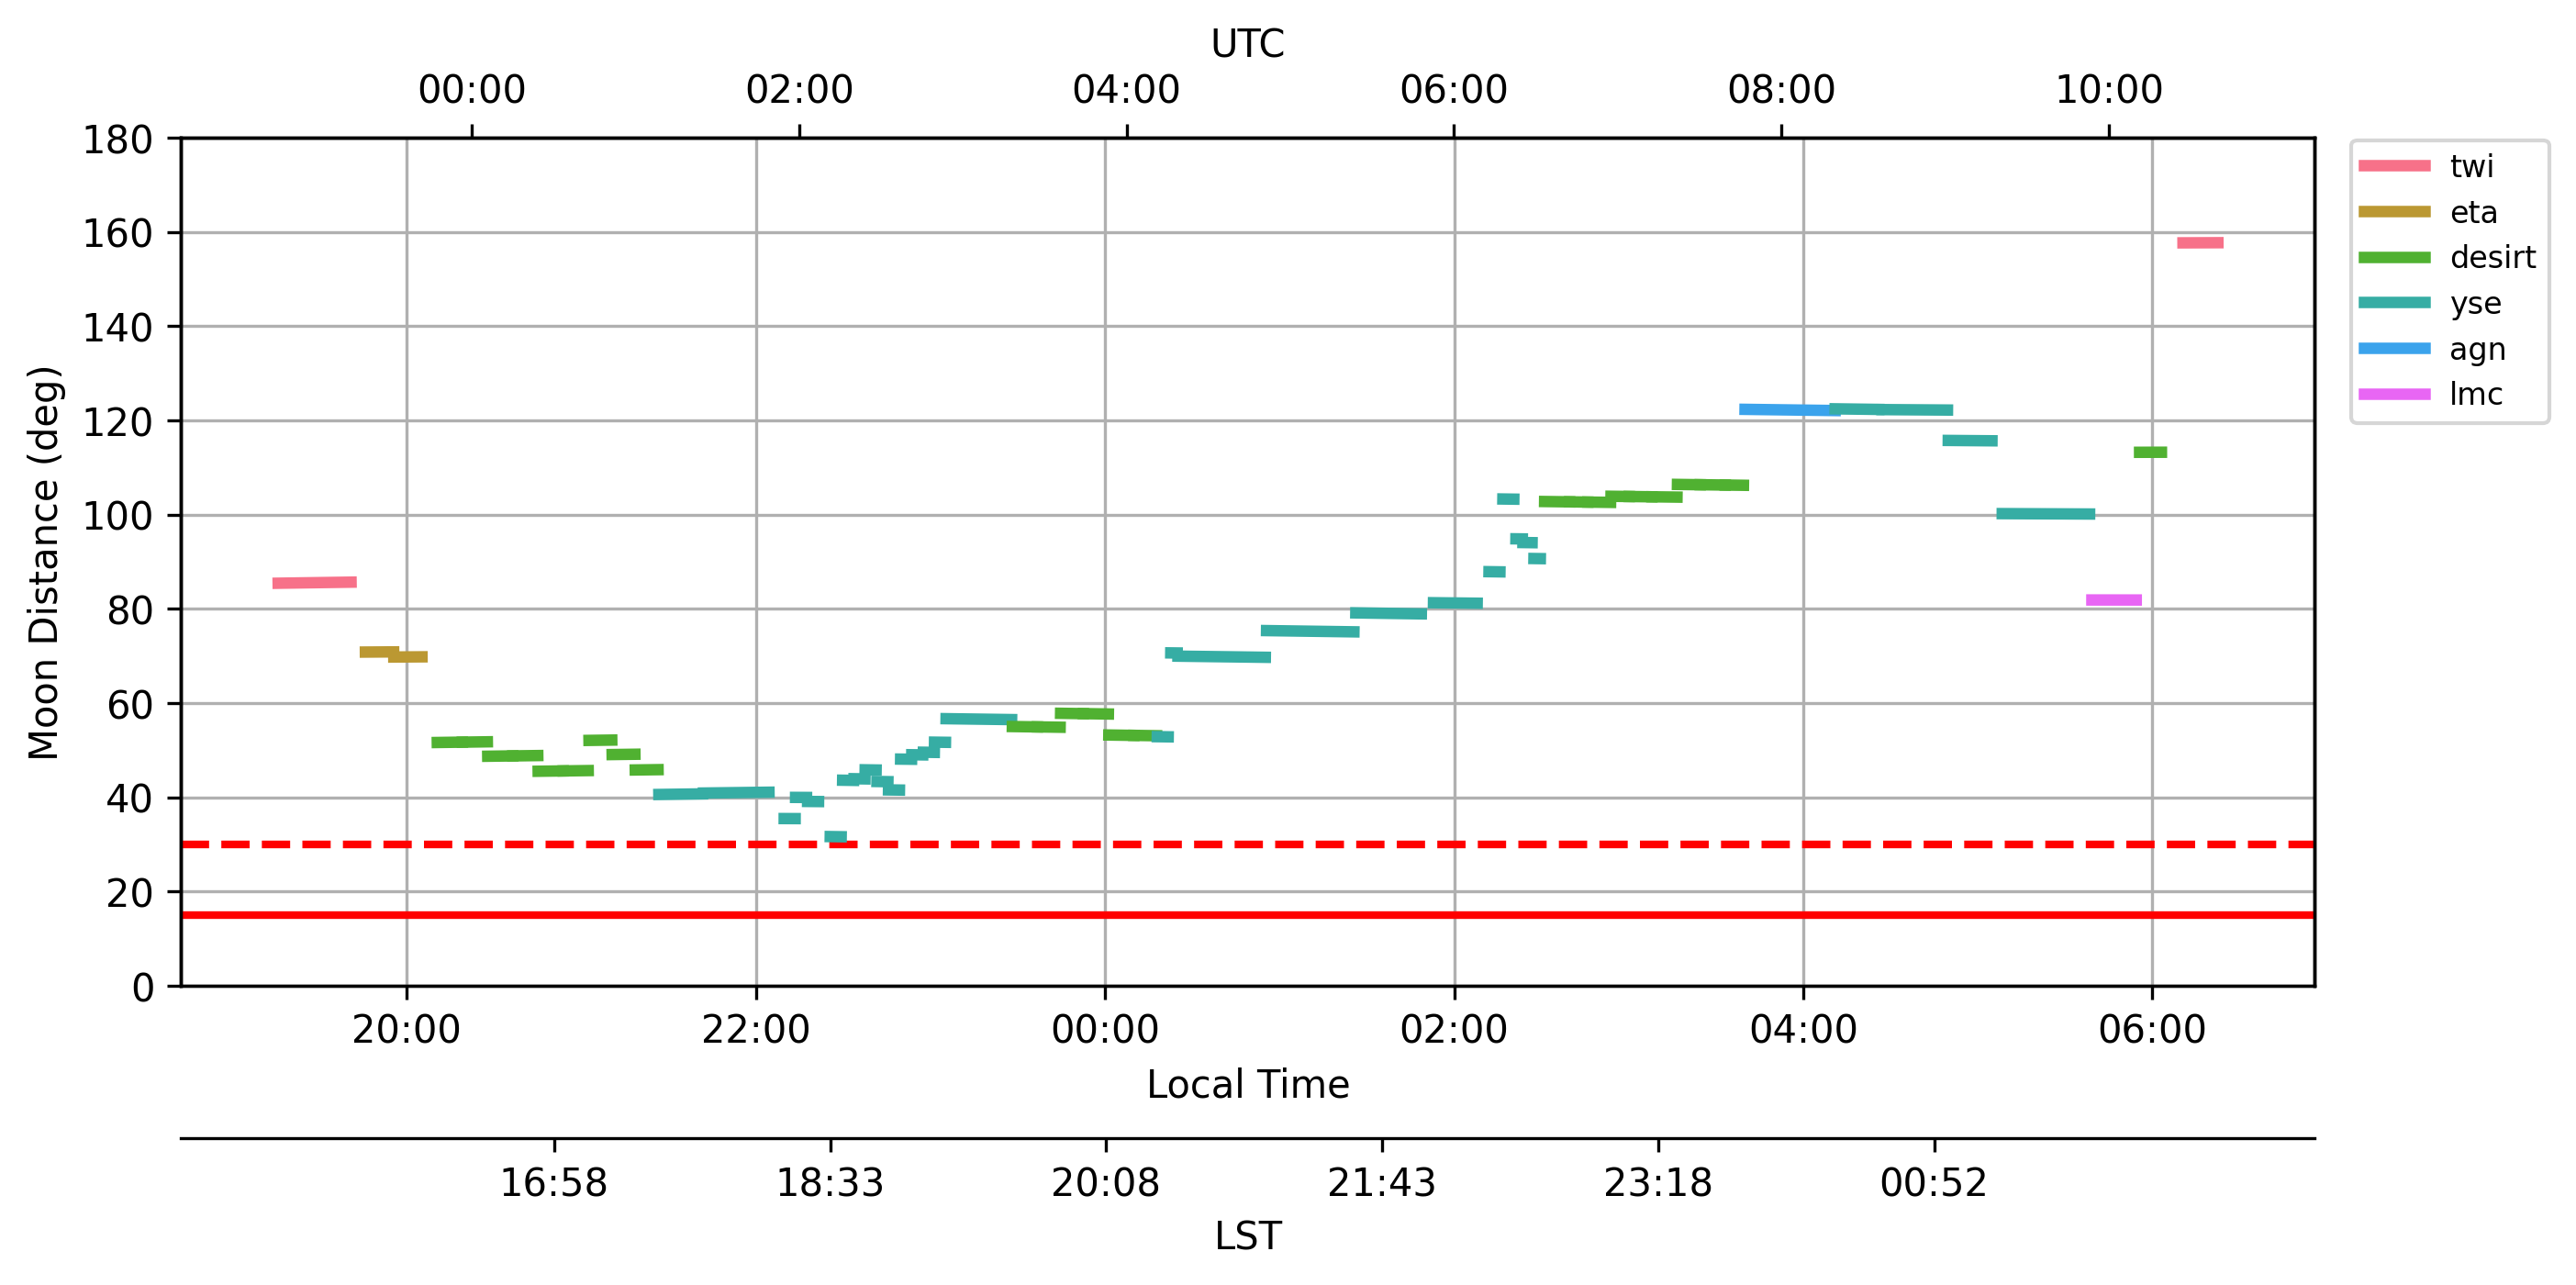 UTC
00:00 02:00 04:00 06:00 08:00 10:00
180
160
140
120
100
80
60
40
20
0
Moon Distance (deg)
twi
eta
desirt
yse
agn
lmc
20:00 22:00 00:00 02:00 04:00 06:00
Local Time
16:58 18:33 20:08 21:43 23:18 00:52
LST